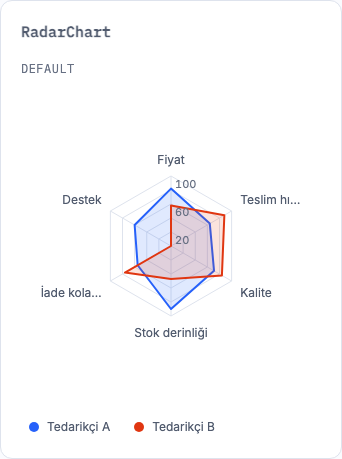 RadarChart
DEFAULT
Fiyat
100
Destek
Teslim hı...
60
20
İade kola...
Kalite
Stok derinliği
Tedarikçi A
Tedarikçi B